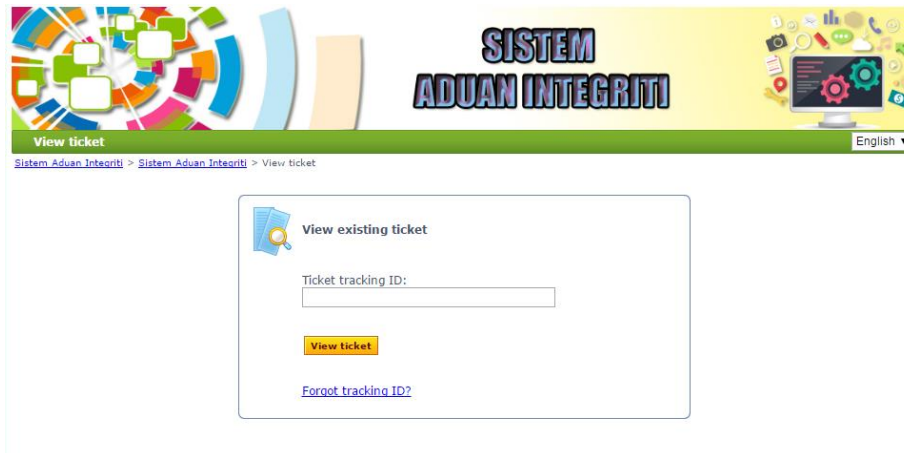 SISTEM
ADUAN INTEGRITI
View ticket
English
Sistem Aduan Integriti > Sistem Aduan Integriti > View ticket
View existing ticket
Ticket tracking ID:
View ticket
Forgot tracking ID?